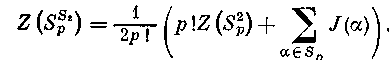 Z(S_p^{S_2}) = \frac{1}{2p!} \left( p! Z(S_p^2) + \sum_{\alpha \in S_p} J(\alpha) \right.